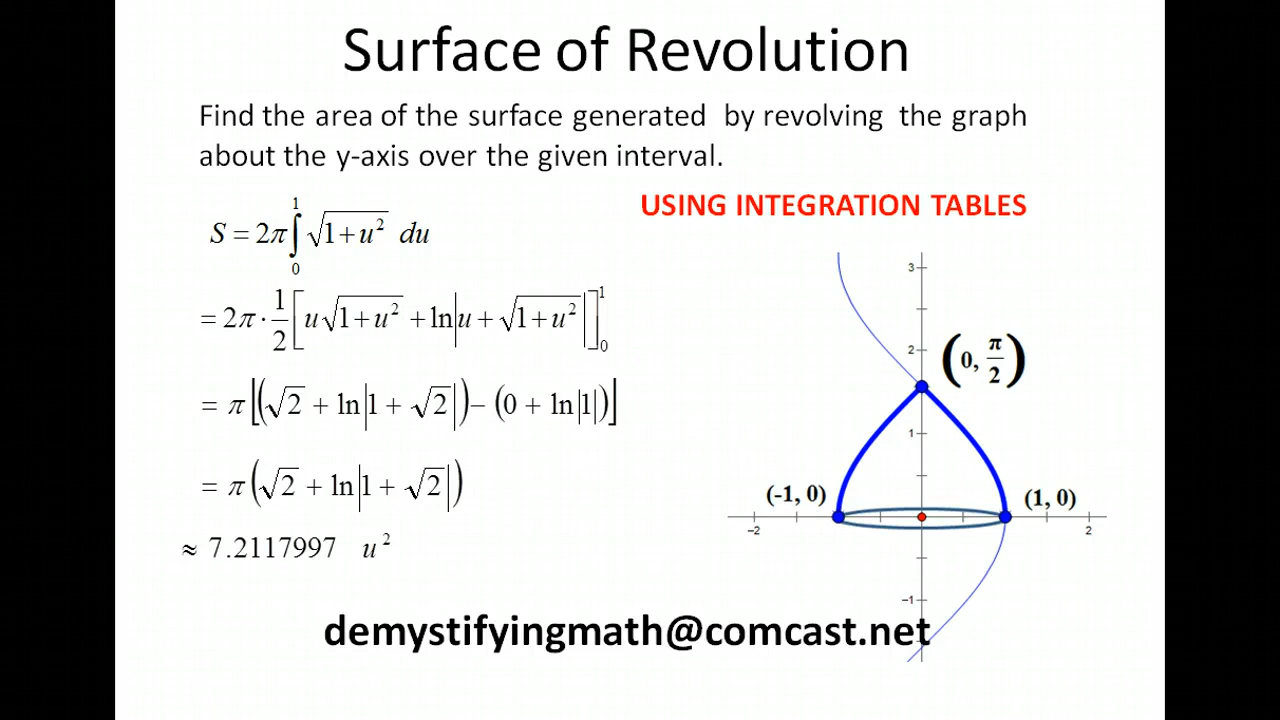 Surface of Revolution
Find the area of the surface generated by revolving the graph
about the y-axis over the given interval.
USING INTEGRATION TABLES
S = 2π ∫₀¹ √(1+u²) du
= 2π · 1/2 [u√(1+u²) + ln|u + √(1+u²)|]₀¹
= π [(√2 + ln|1 + √2|) − (0 + ln|1|)]
= π (√2 + ln|1 + √2|)
≈ 7.2117997 u²
3
2
(0, π/2)
1
(-1, 0)
(1, 0)
−2
2
−1
demystifyingmath@comcast.net